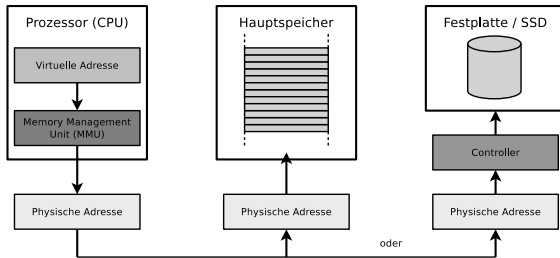 Prozessor (CPU)
Virtuelle Adresse
Memory Management
Unit (MMU)
Physische Adresse
Hauptspeicher
Physische Adresse
Festplatte / SSD
Controller
Physische Adresse
oder